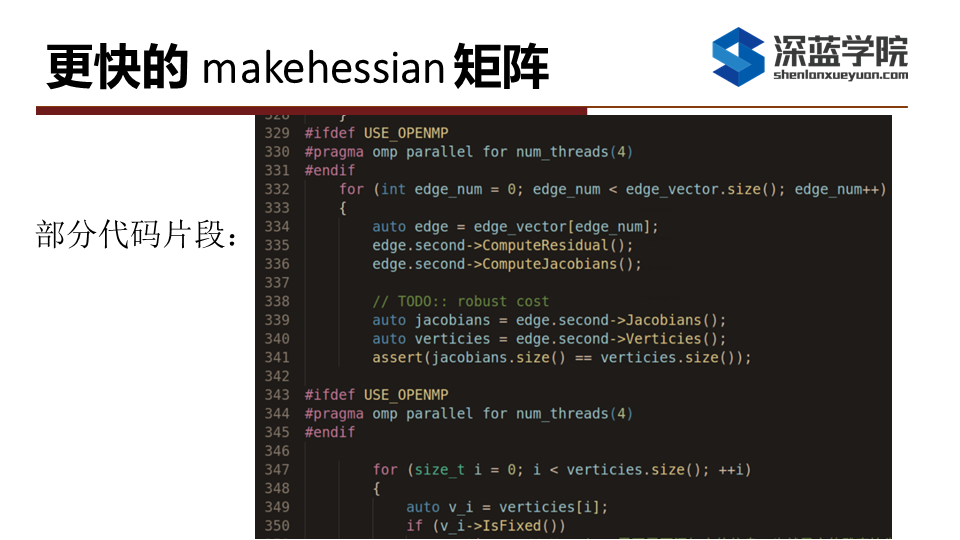 更快的 makehessian 矩阵
深蓝学院
shenlanxueyuan.com
部分代码片段：
328 }
329 #ifdef USE_OPENMP
330 #pragma omp parallel for num_threads(4)
331 #endif
332 for (int edge_num = 0; edge_num < edge_vector.size(); edge_num++)
333 {
334 auto edge = edge_vector[edge_num];
335 edge.second->ComputeResidual();
336 edge.second->ComputeJacobians();
337
338 // TODO:: robust cost
339 auto jacobians = edge.second->Jacobians();
340 auto verticies = edge.second->Verticies();
341 assert(jacobians.size() == verticies.size());
342
343 #ifdef USE_OPENMP
344 #pragma omp parallel for num_threads(4)
345 #endif
346
347 for (size_t i = 0; i < verticies.size(); ++i)
348 {
349 auto v_i = verticies[i];
350 if (v_i->IsFixed())